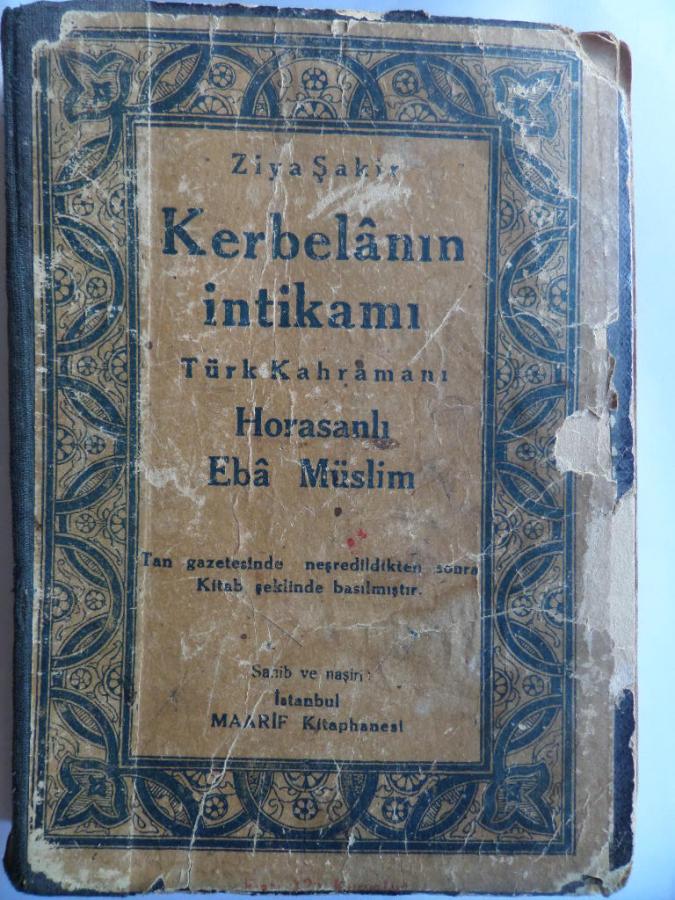 Ziya Şakir
Kerbelânın
intikamı
Türk Kahramanı
Horasanlı
Ebâ Müslim
Tan gazetesinde neşredildikten sonra
Kitab şeklinde basılmıştır.
Sahib ve naşiri:
İstanbul
MAARİF Kitaphanesi